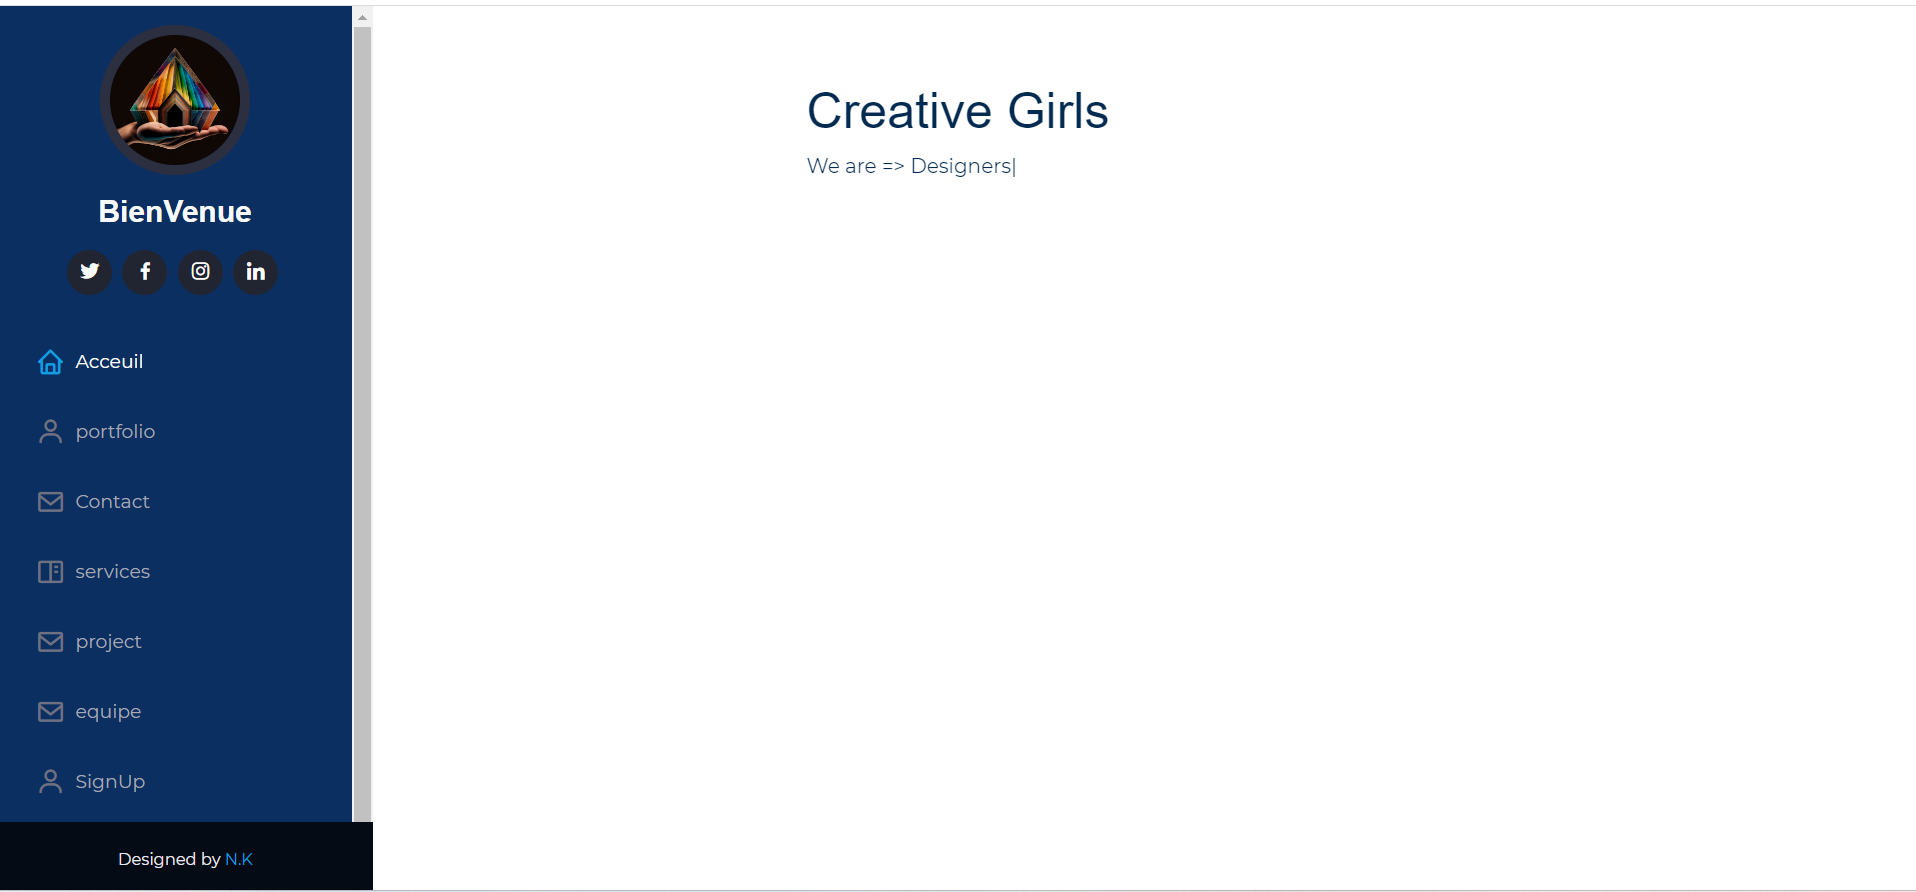 BienVenue
Acceuil
portfolio
Contact
services
project
equipe
SignUp
Designed by N.K
Creative Girls
We are => Designers|